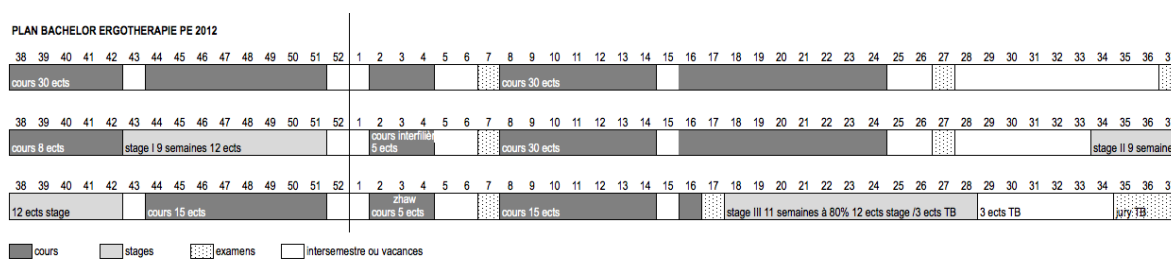 PLAN BACHELOR ERGOTHERAPIE PE 2012
38 39 40 41 42 43 44 45 46 47 48 49 50 51 52 1 2 3 4 5 6 7 8 9 10 11 12 13 14 15 16 17 18 19 20 21 22 23 24 25 26 27 28 29 30 31 32 33 34 35 36
cours 30 ects cours 30 ects
38 39 40 41 42 43 44 45 46 47 48 49 50 51 52 1 2 3 4 5 6 7 8 9 10 11 12 13 14 15 16 17 18 19 20 21 22 23 24 25 26 27 28 29 30 31 32 33 34 35 36
cours interfiliè
cours 8 ects stage I 9 semaines 12 ects 5 ects cours 30 ects stage II 9 semaine
38 39 40 41 42 43 44 45 46 47 48 49 50 51 52 1 2 3 4 5 6 7 8 9 10 11 12 13 14 15 16 17 18 19 20 21 22 23 24 25 26 27 28 29 30 31 32 33 34 35 36
zhaw
12 ects stage cours 15 ects cours 5 ects cours 15 ects stage III 11 semaines à 80% 12 ects stage /3 ects TB 3 ects TB jury TB
cours stages examens intersemestre ou vacances